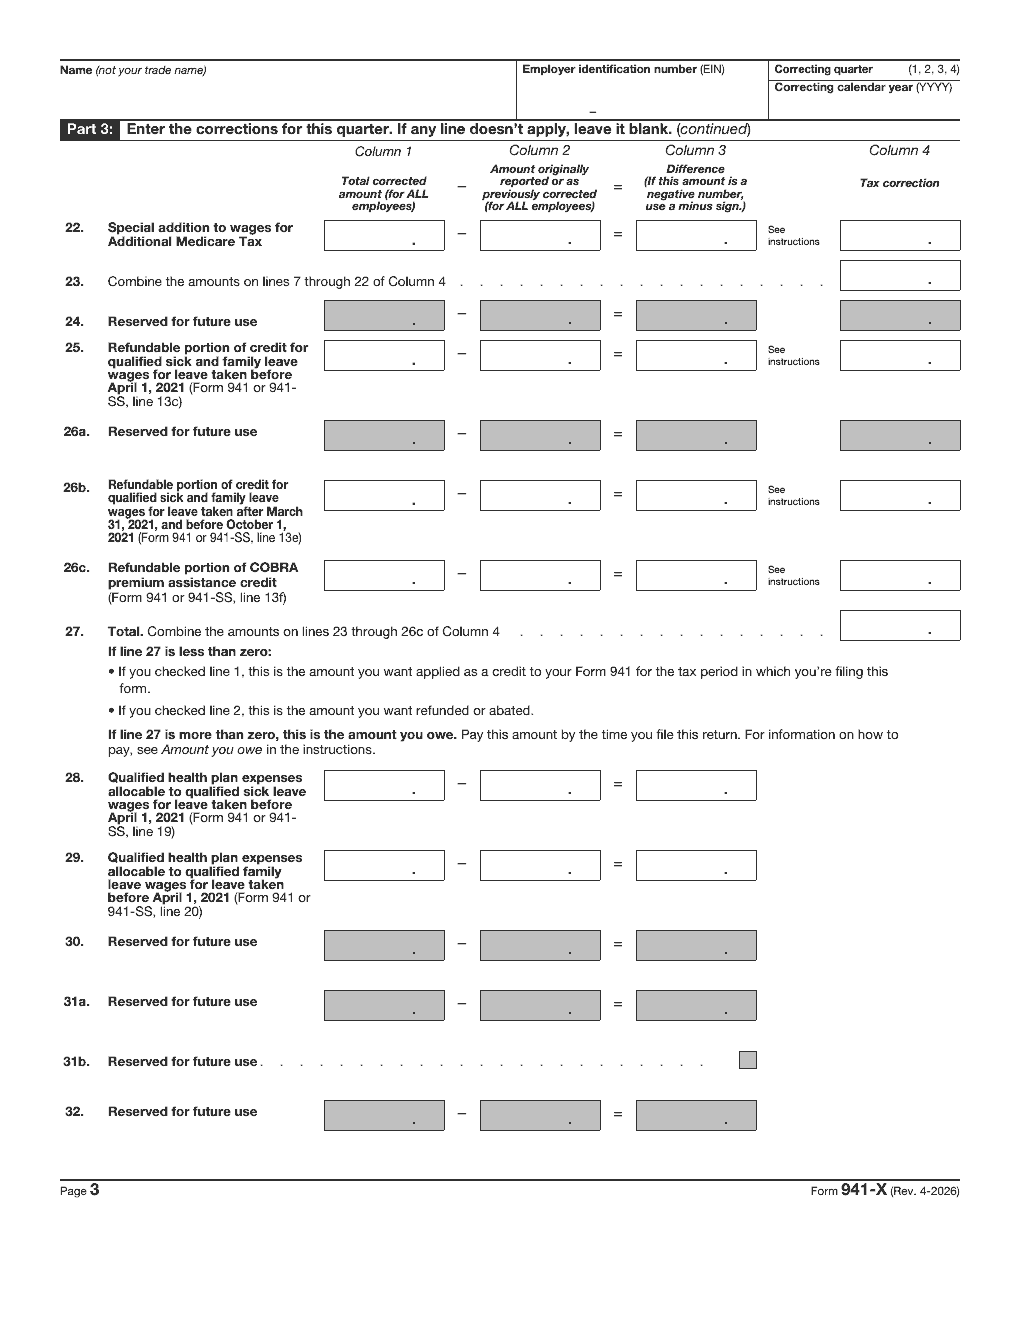 Name (not your trade name) Employer identification number (EIN) Correcting quarter (1, 2, 3, 4)
Correcting calendar year (YYYY)
–
Part 3: Enter the corrections for this quarter. If any line doesn't apply, leave it blank. (continued)
Column 1 Column 2 Column 3 Column 4
Total corrected amount (for ALL employees) – Amount originally reported or as previously corrected (for ALL employees) = Difference (If this amount is a negative number, use a minus sign.) Tax correction
22. Special addition to wages for . – . = . See instructions .
Additional Medicare Tax
23. Combine the amounts on lines 7 through 22 of Column 4 . . . . . . . . . . . . . . . . . . . .
24. Reserved for future use . – . = . .
25. Refundable portion of credit for . – . = . See instructions .
qualified sick and family leave
wages for leave taken before
April 1, 2021 (Form 941 or 941-
SS, line 13c)
26a. Reserved for future use . – . = . .
26b. Refundable portion of credit for . – . = . See instructions .
qualified sick and family leave
wages for leave taken after March
31, 2021, and before October 1,
2021 (Form 941 or 941-SS, line 13e)
26c. Refundable portion of COBRA . – . = . See instructions .
premium assistance credit
(Form 941 or 941-SS, line 13f)
27. Total. Combine the amounts on lines 23 through 26c of Column 4 . . . . . . . . . . . . . . . . .
If line 27 is less than zero:
• If you checked line 1, this is the amount you want applied as a credit to your Form 941 for the tax period in which you're filing this
form.
• If you checked line 2, this is the amount you want refunded or abated.
If line 27 is more than zero, this is the amount you owe. Pay this amount by the time you file this return. For information on how to
pay, see Amount you owe in the instructions.
28. Qualified health plan expenses . – . = .
allocable to qualified sick leave
wages for leave taken before
April 1, 2021 (Form 941 or 941-
SS, line 19)
29. Qualified health plan expenses . – . = .
allocable to qualified family
leave wages for leave taken
before April 1, 2021 (Form 941 or
941-SS, line 20)
30. Reserved for future use . – . = .
31a. Reserved for future use . – . = .
31b. Reserved for future use . . . . . . . . . . . . . . . . . . . . . . .
32. Reserved for future use . – . = .
Page 3 Form 941-X (Rev. 4-2026)